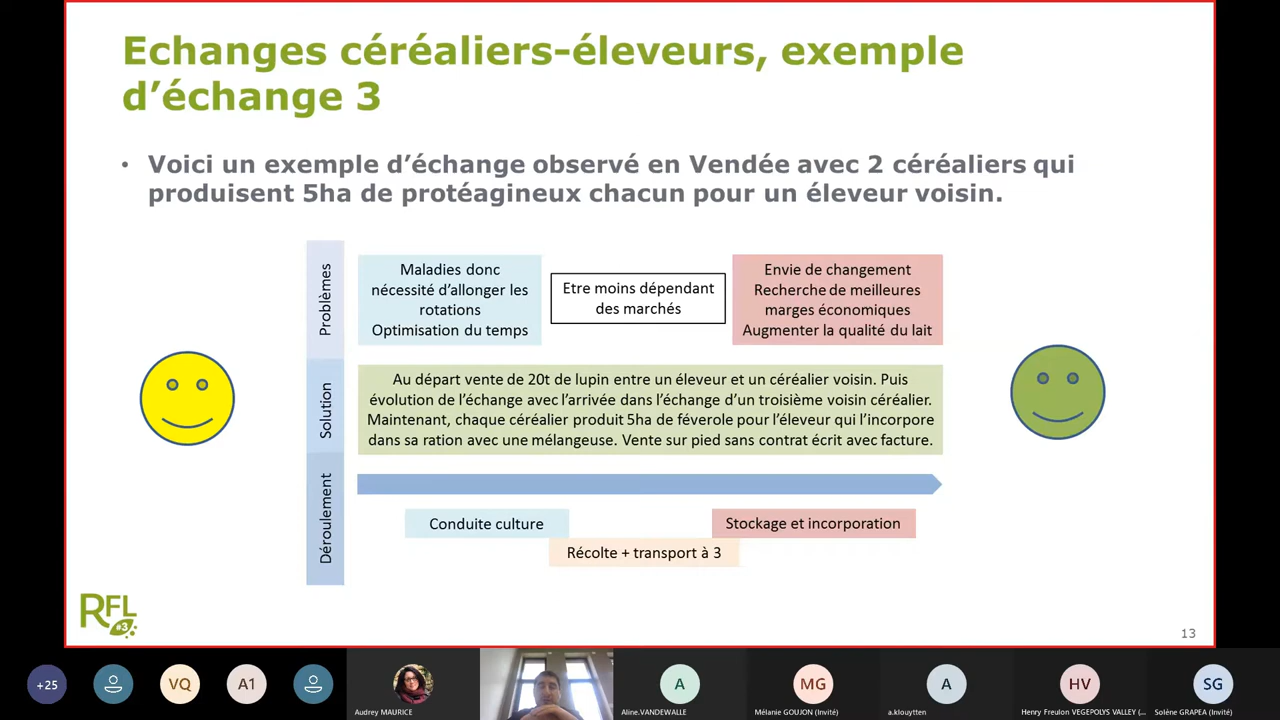 Echanges céréaliers-éleveurs, exemple
d’échange 3
• Voici un exemple d’échange observé en Vendée avec 2 céréaliers qui
produisent 5ha de protéagineux chacun pour un éleveur voisin.
Problèmes
Maladies donc
nécessité d’allonger les
rotations
Optimisation du temps
Etre moins dépendant
des marchés
Envie de changement
Recherche de meilleures
marges économiques
Augmenter la qualité du lait
Solution
Au départ vente de 20t de lupin entre un éleveur et un céréalier voisin. Puis
évolution de l’échange avec l’arrivée dans l’échange d’un troisième voisin céréalier.
Maintenant, chaque céréalier produit 5ha de féverole pour l’éleveur qui l’incorpore
dans sa ration avec une mélangeuse. Vente sur pied sans contrat écrit avec facture.
Déroulement
Conduite culture
Stockage et incorporation
Récolte + transport à 3
RFL
#3
13
+25
VQ
A1
A
MG
A
HV
SG
Audrey MAURICE
Aline.VANDEWALLE
Mélanie GOUJON (Invité)
a.klouytten
Henry Freulon VEGEPOLYS VALLEY (...
Solène GRAPEA (Invité)